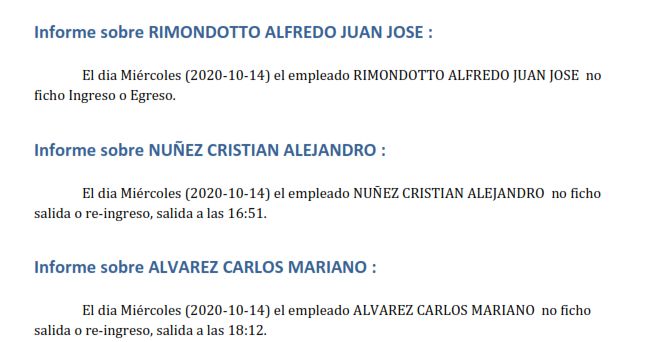 Informe sobre RIMONDOTTO ALFREDO JUAN JOSE :
El dia Miércoles (2020-10-14) el empleado RIMONDOTTO ALFREDO JUAN JOSE  no
ficho Ingreso o Egreso.
Informe sobre NUÑEZ CRISTIAN ALEJANDRO :
El dia Miércoles (2020-10-14) el empleado NUÑEZ CRISTIAN ALEJANDRO  no ficho
salida o re-ingreso, salida a las 16:51.
Informe sobre ALVAREZ CARLOS MARIANO :
El dia Miércoles (2020-10-14) el empleado ALVAREZ CARLOS MARIANO  no ficho
salida o re-ingreso, salida a las 18:12.